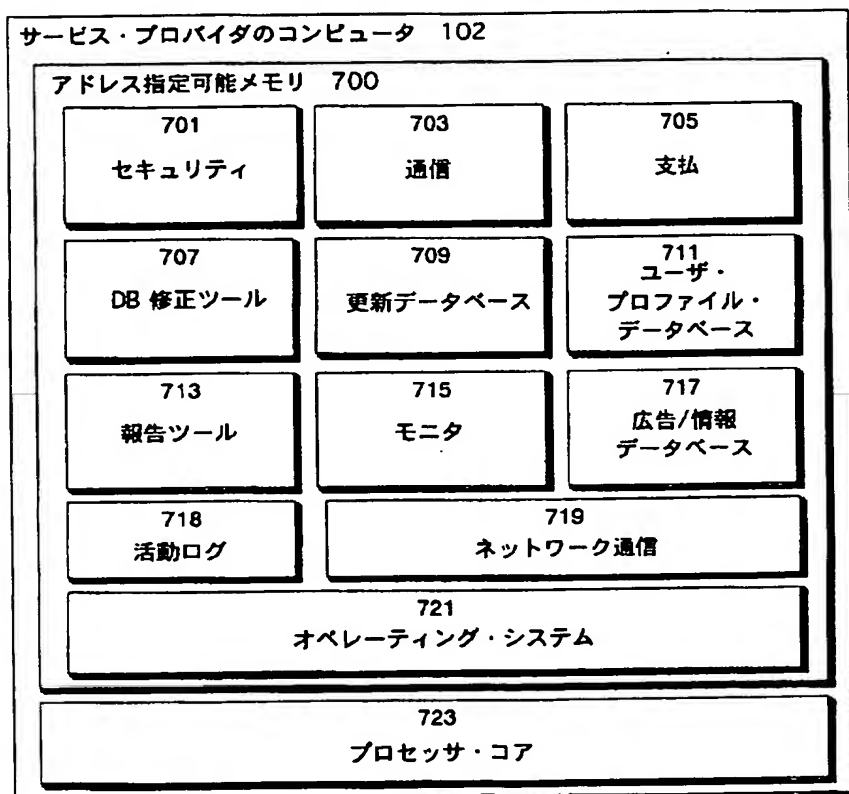 サービス・プロバイダのコンピュータ 102
アドレス指定可能メモリ 700
701
セキュリティ
703
通信
705
支払
707
DB 修正ツール
709
更新データベース
711
ユーザ・
プロファイル・
データベース
713
報告ツール
715
モニタ
717
広告/情報
データベース
718
活動ログ
719
ネットワーク通信
721
オペレーティング・システム
723
プロセッサ・コア